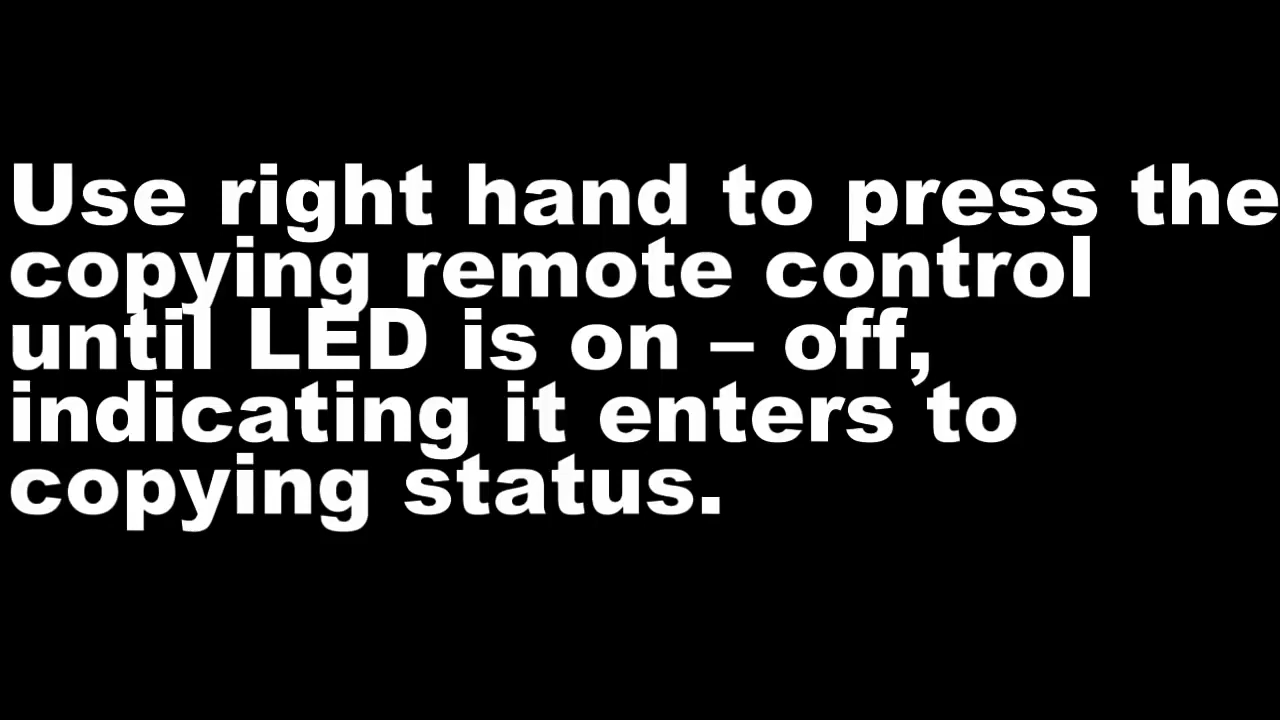 Use right hand to press the
copying remote control
until LED is on – off,
indicating it enters to
copying status.